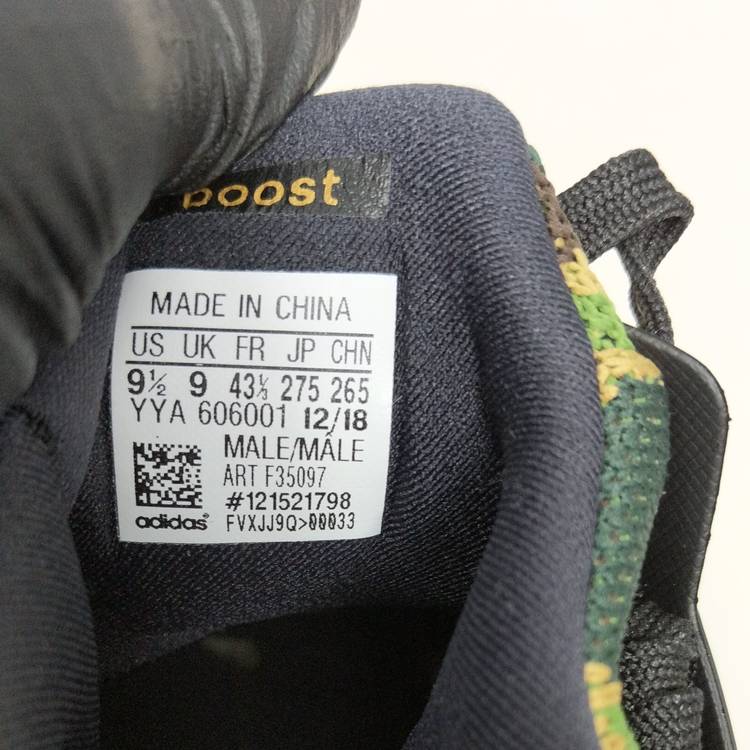 boost
MADE IN CHINA
US UK FR JP CHN
9½ 9 43⅓ 275 265
YYA 606001 12/18
MALE/MÂLE
ART F35097
#121521798
adidas® FVXJJ9Q>00033